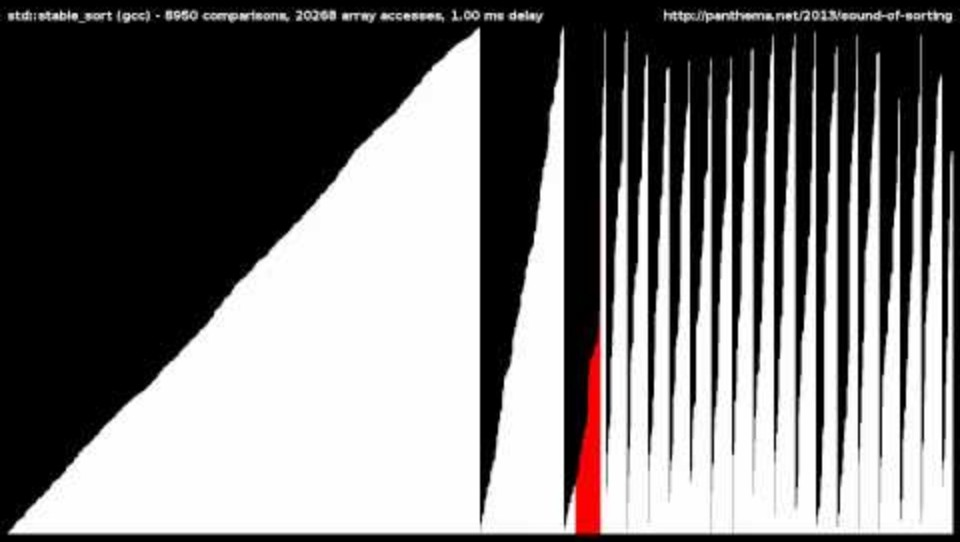 std::stable_sort (gcc) - 8950 comparisons, 20268 array accesses, 1.00 ms delay
http://panthema.net/2013/sound-of-sorting